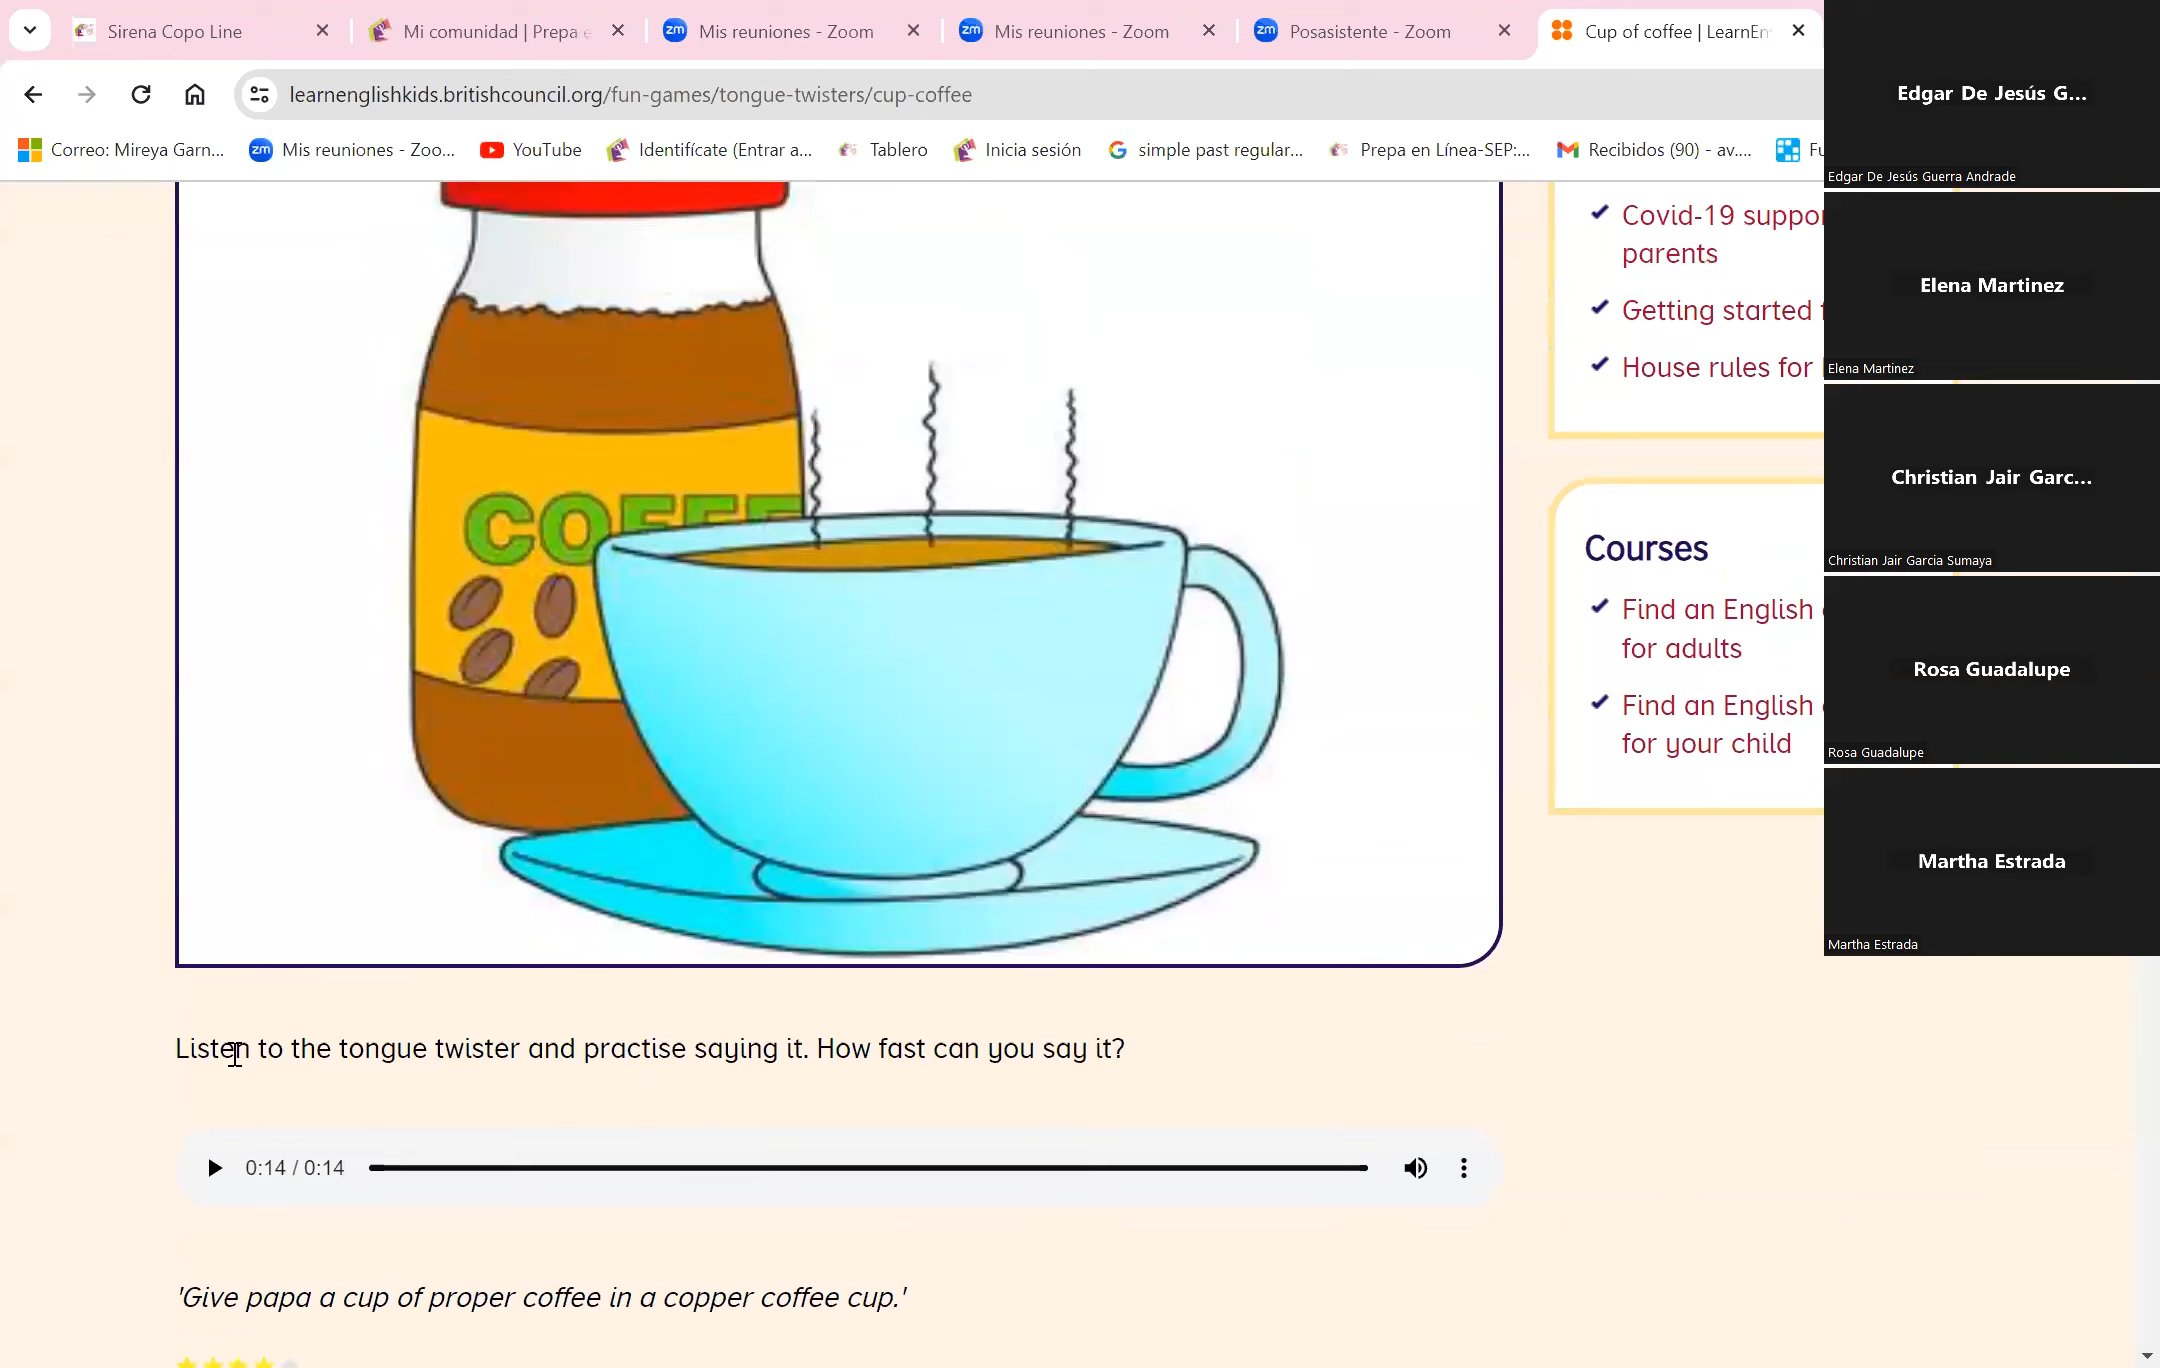 Sirena Copo Line
Mi comunidad | Prepa e
Mis reuniones - Zoom
Mis reuniones - Zoom
Posasistente - Zoom
Cup of coffee | LearnEn
learnenglishkids.britishcouncil.org/fun-games/tongue-twisters/cup-coffee
Correo: Mireya Garn...
Mis reuniones - Zoo...
YouTube
Identifícate (Entrar a...
Tablero
Inicia sesión
simple past regular...
Prepa en Línea-SEP:...
Recibidos (90) - av....
Fu
COFFEE
Covid-19 suppor
parents
Getting started f
House rules for
Courses
Find an English
for adults
Find an English
for your child
Edgar De Jesús G...
Edgar De Jesús Guerra Andrade
Elena Martinez
Elena Martinez
Christian Jair Garc...
Christian Jair Garcia Sumaya
Rosa Guadalupe
Rosa Guadalupe
Martha Estrada
Martha Estrada
Listen to the tongue twister and practise saying it. How fast can you say it?
0:14 / 0:14
'Give papa a cup of proper coffee in a copper coffee cup.'